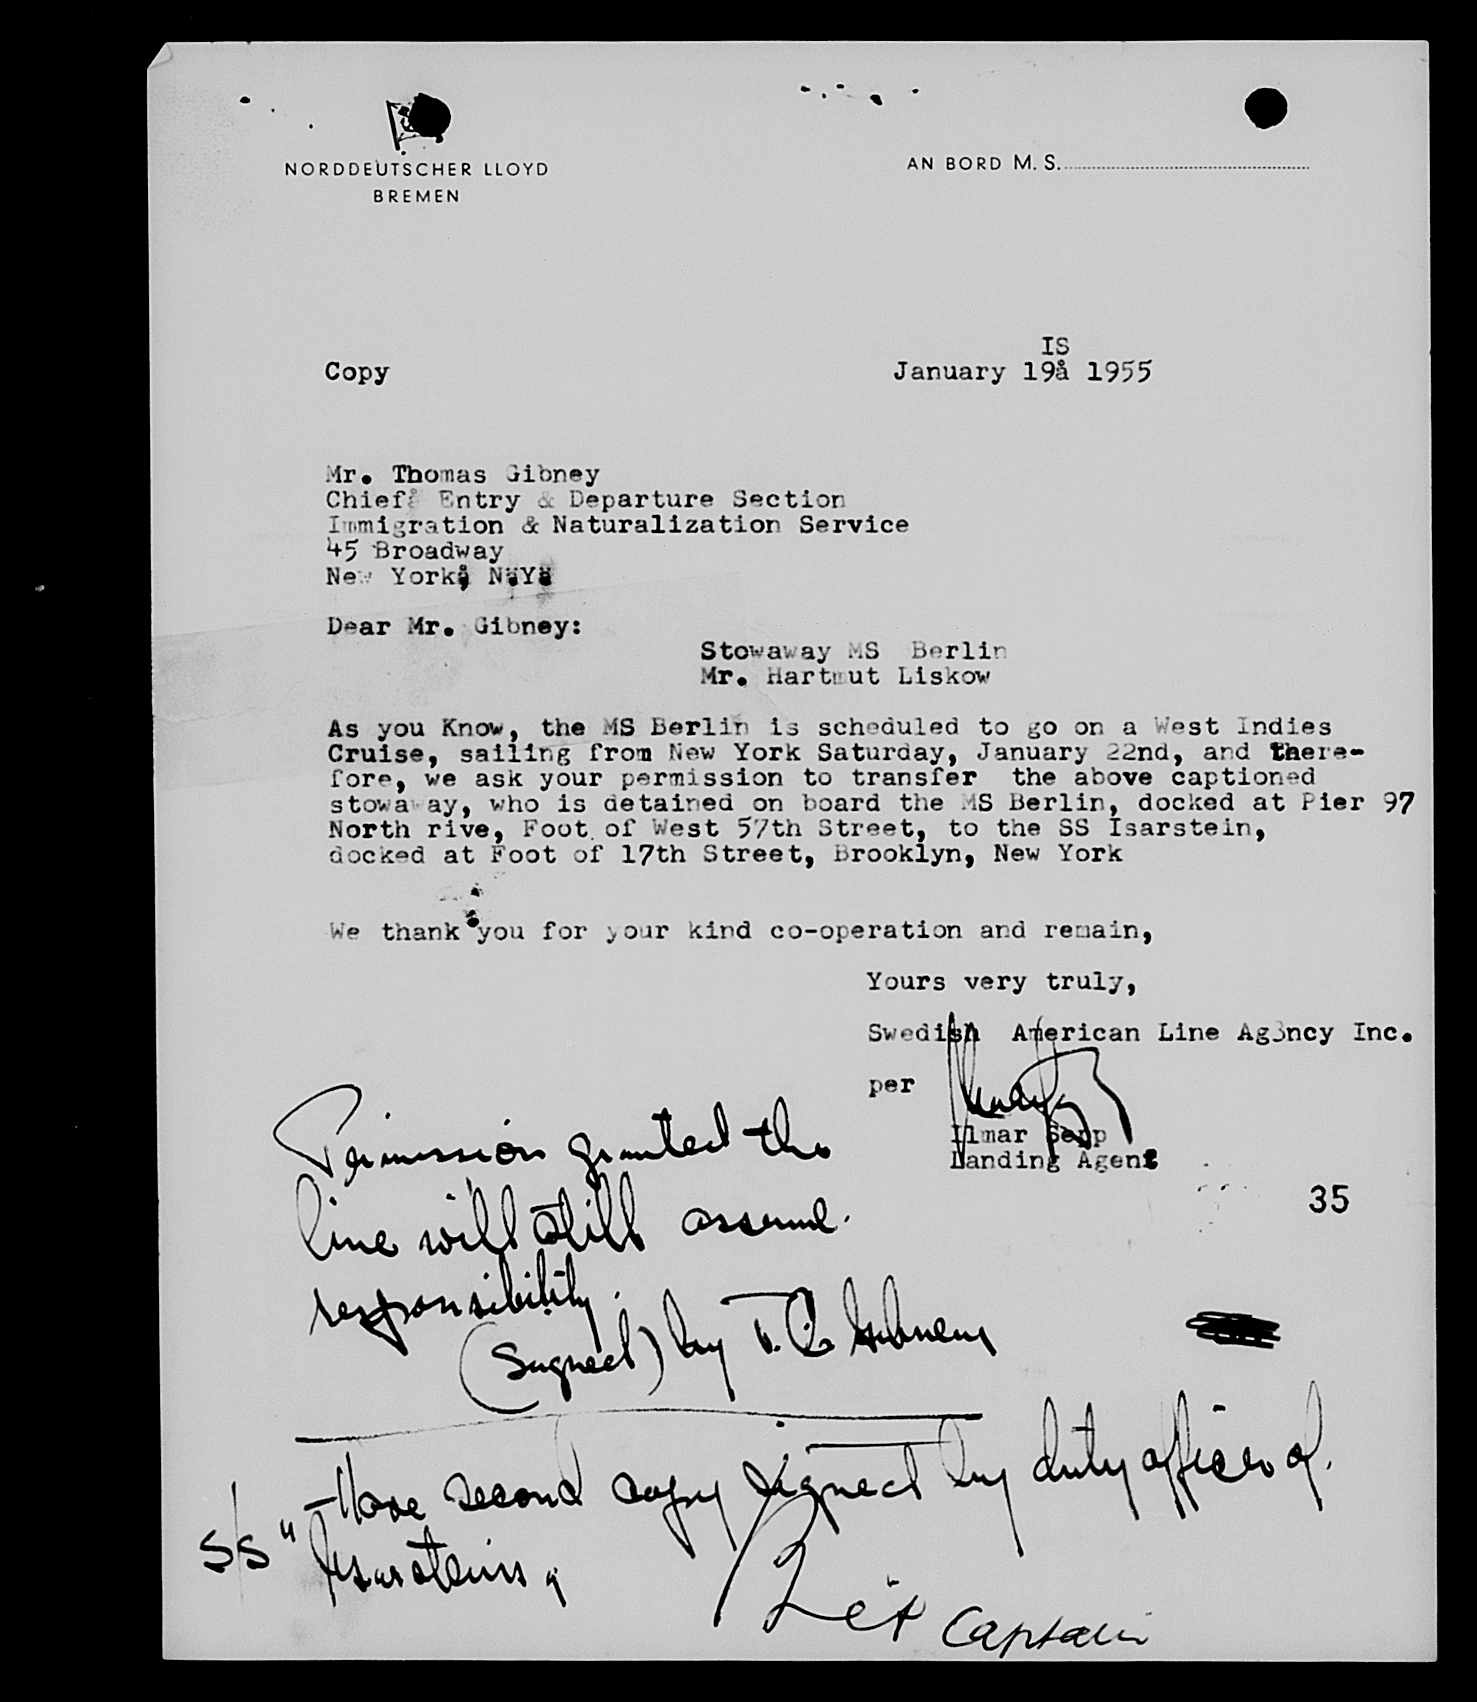 NORDDEUTSCHER LLOYD
BREMEN
AN BORD M. S.
IS
Copy
January 19å 1955
Mr. Thomas Gibney
Chiefå Entry & Departure Section
Immigration & Naturalization Service
45 Broadway
New York, N.Y.
Dear Mr. Gibney:
Stowaway MS Berlin
Mr. Hartmut Liskow
As you Know, the MS Berlin is scheduled to go on a West Indies
Cruise, sailing from New York Saturday, January 22nd, and there-
fore, we ask your permission to transfer the above captioned
stowaway, who is detained on board the MS Berlin, docked at Pier 97
North rive, Foot of West 57th Street, to the SS Isarstein,
docked at Foot of 17th Street, Brooklyn, New York
We thank you for your kind co-operation and remain,
Yours very truly,
Swedish American Line Ag3ncy Inc.
per
Ilmar Sepp
Landing Agent
35
Permission granted the
line will still assume
responsibility.
(Signed) by T. C. Gibney
Have second copy signed by duty officer of
S/S "Isarstein"
Captain